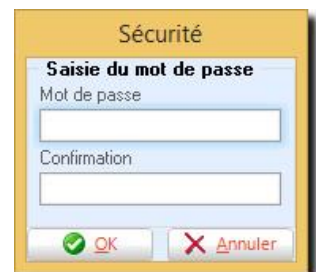 Sécurité
Saisie du mot de passe
Mot de passe
Confirmation
OK Annuler